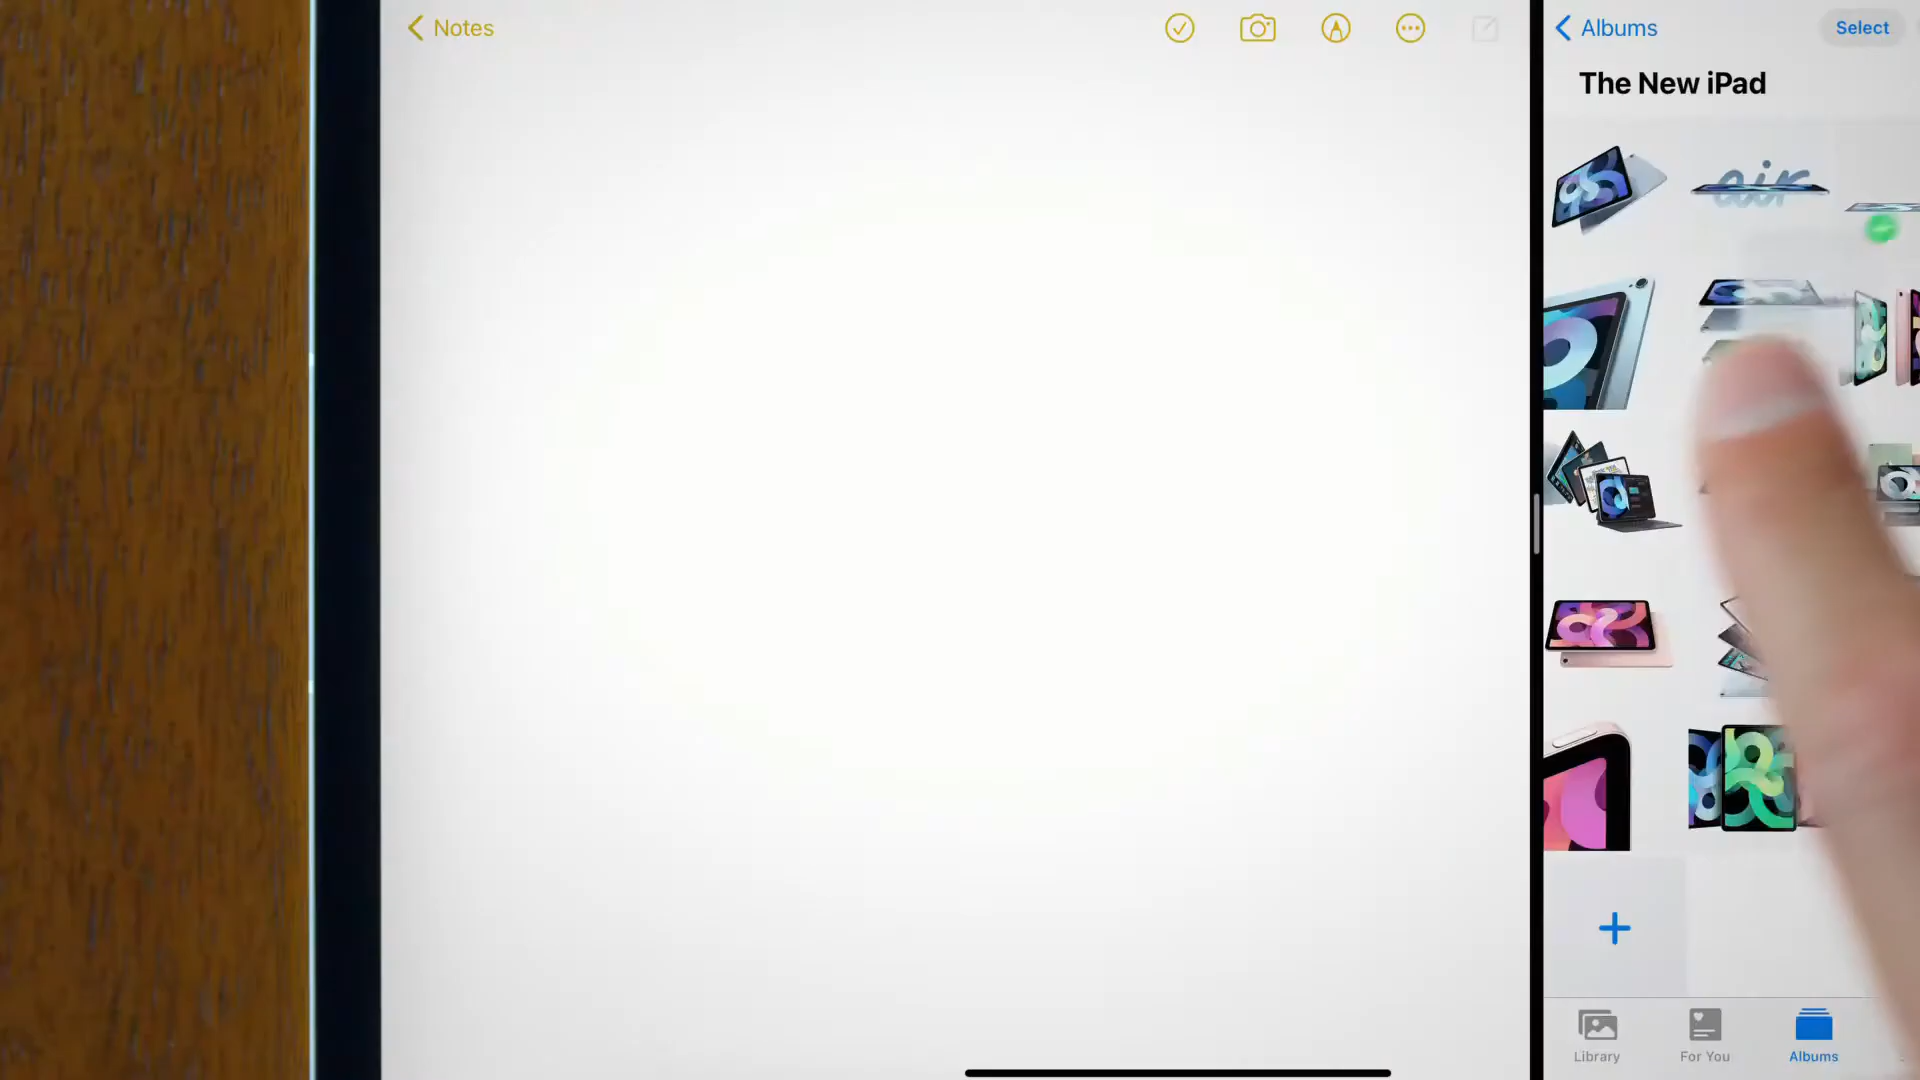 Notes
Albums
Select
The New iPad
air
Library
For You
Albums